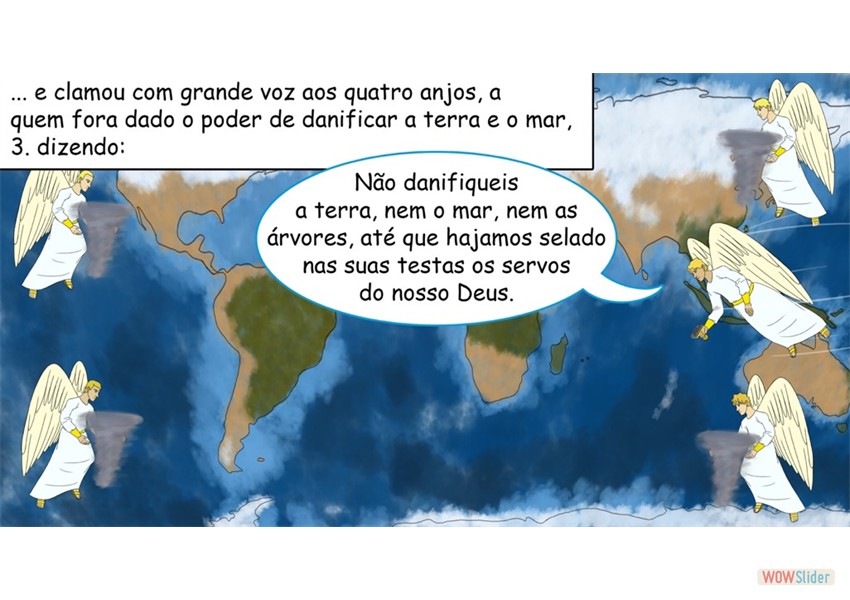 ... e clamou com grande voz aos quatro anjos, a
quem fora dado o poder de danificar a terra e o mar,
3. dizendo:
Não danifiqueis
a terra, nem o mar, nem as
árvores, até que hajamos selado
nas suas testas os servos
do nosso Deus.
WOWSlider